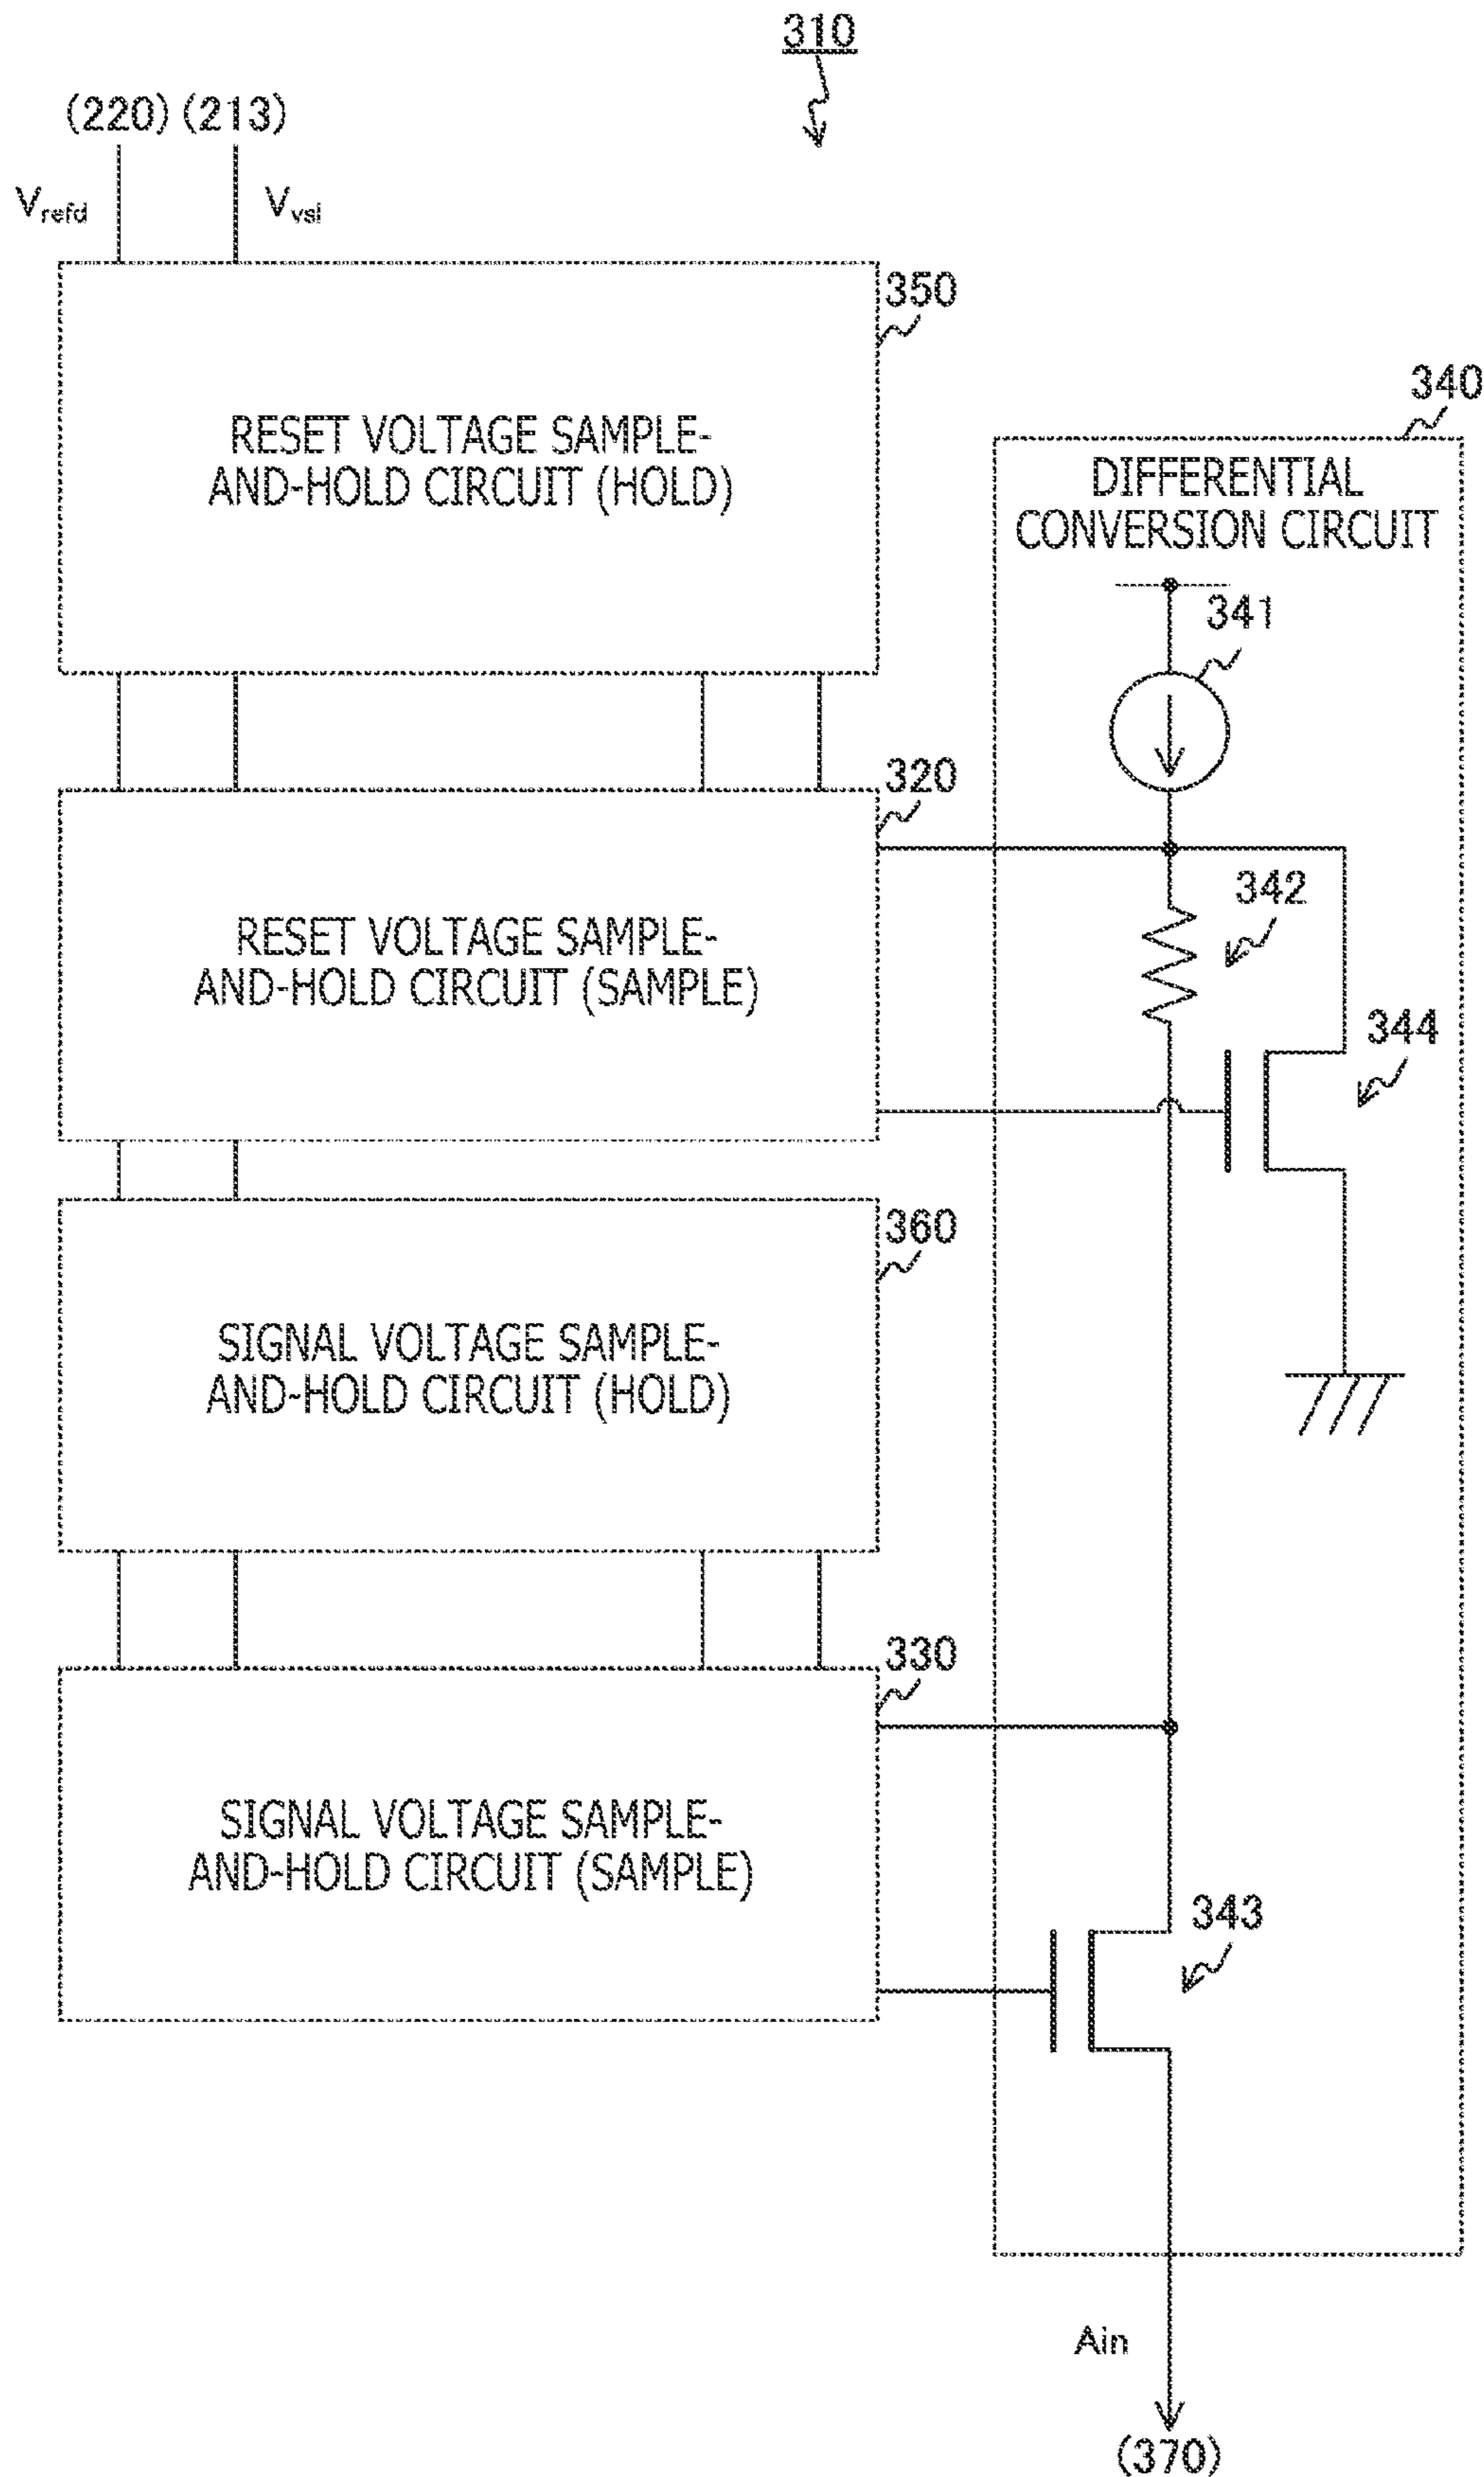 310
(220) (213)
Vrefd Vvsl
350
RESET VOLTAGE SAMPLE-
AND-HOLD CIRCUIT (HOLD)
340
DIFFERENTIAL
CONVERSION CIRCUIT
341
320
342
RESET VOLTAGE SAMPLE-
AND-HOLD CIRCUIT (SAMPLE)
344
360
SIGNAL VOLTAGE SAMPLE-
AND-HOLD CIRCUIT (HOLD)
330
SIGNAL VOLTAGE SAMPLE-
AND-HOLD CIRCUIT (SAMPLE)
343
Ain
(370)